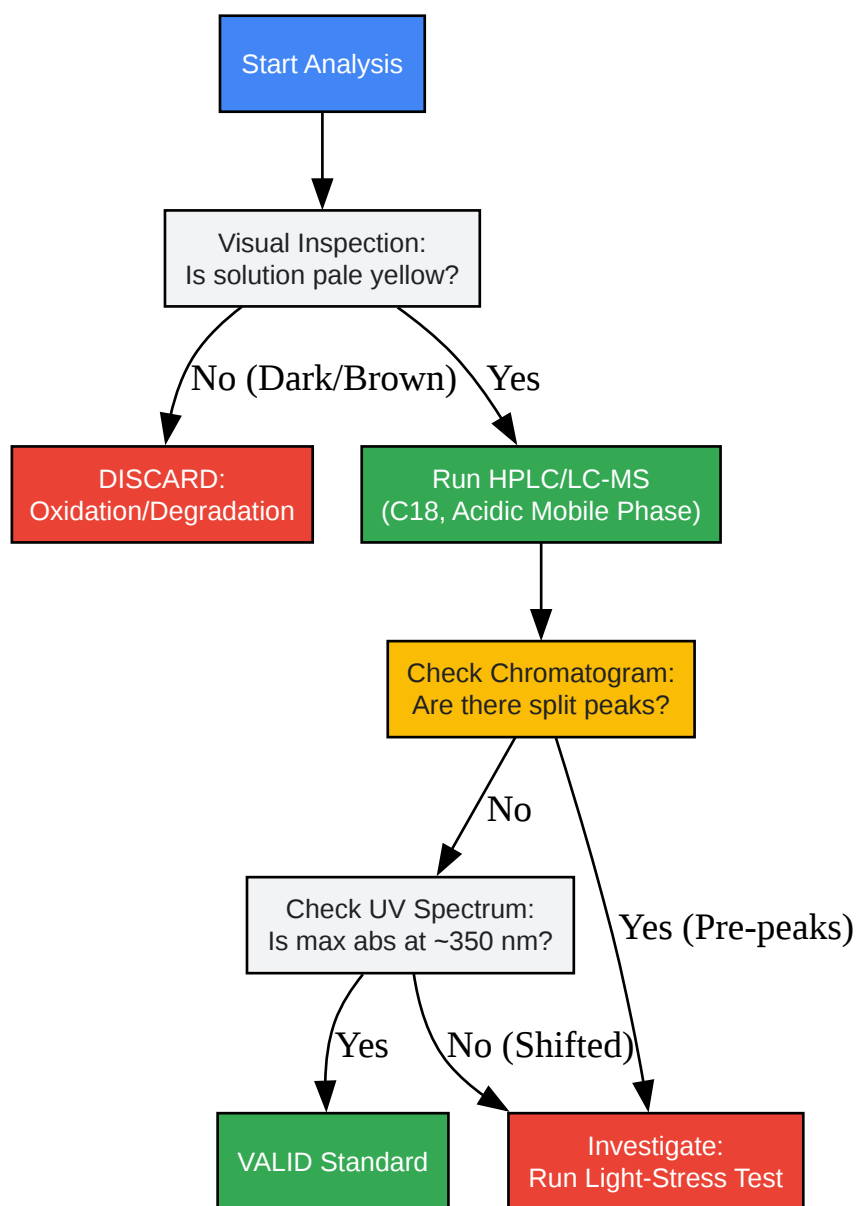 Start Analysis
Visual Inspection:
Is solution pale yellow?
No (Dark/Brown)
Yes
DISCARD:
Oxidation/Degradation
Run HPLC/LC-MS
(C18, Acidic Mobile Phase)
Check Chromatogram:
Are there split peaks?
No
Yes (Pre-peaks)
Check UV Spectrum:
Is max abs at ~350 nm?
Yes
No (Shifted)
VALID Standard
Investigate:
Run Light-Stress Test